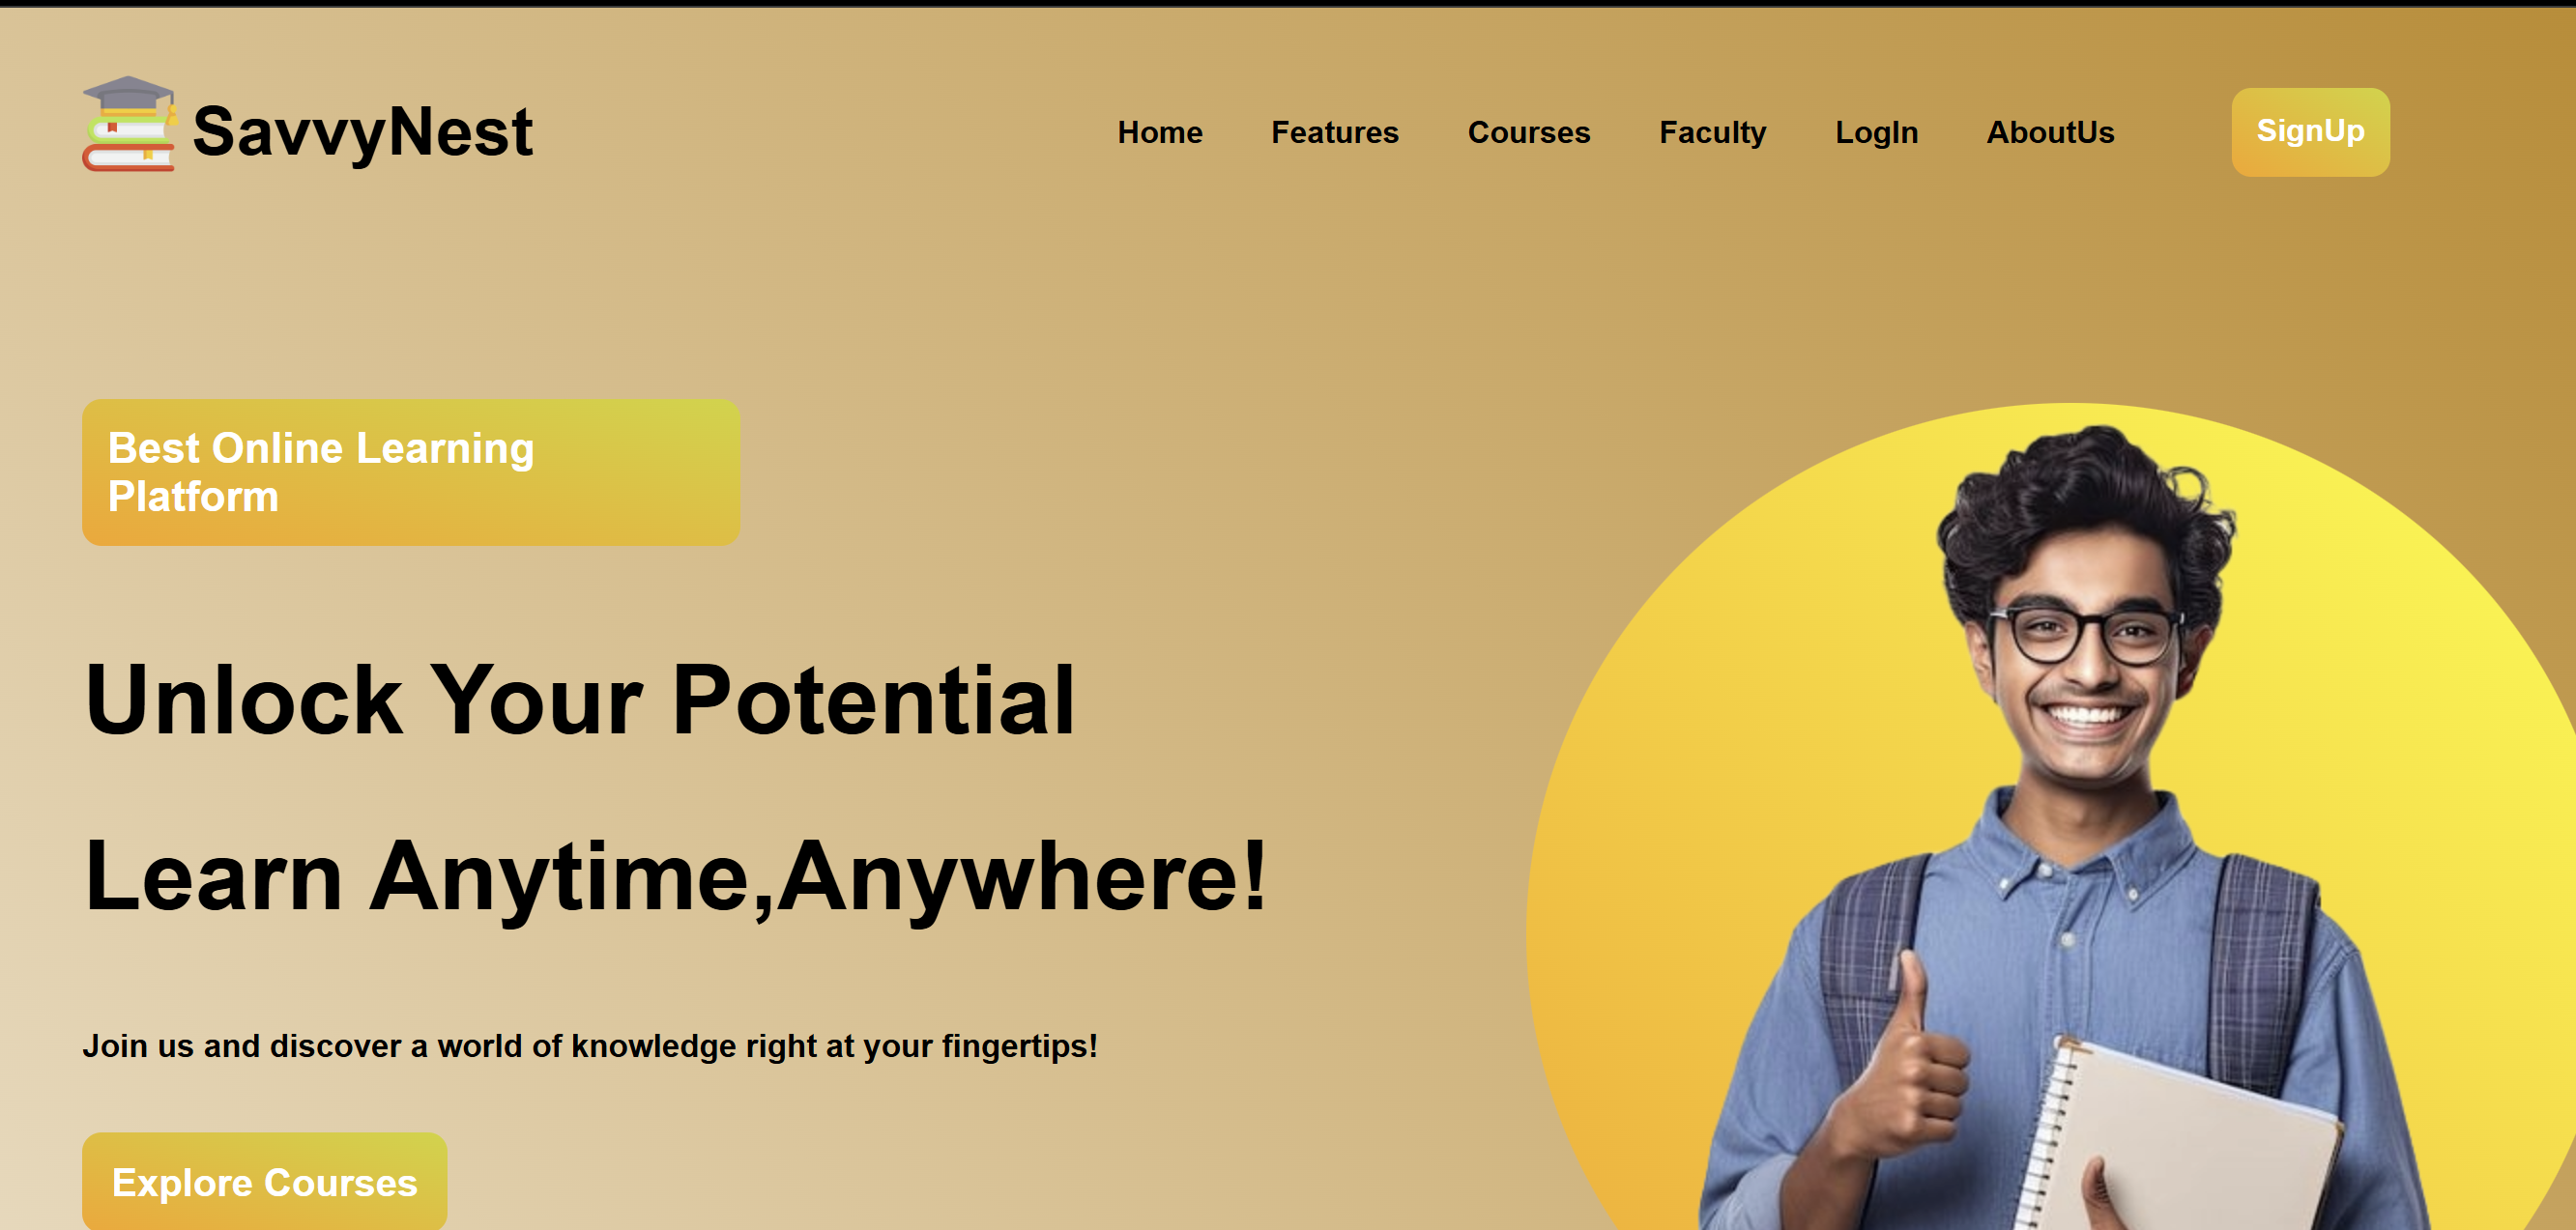 SavvyNest
Home Features Courses Faculty LogIn AboutUs SignUp
Best Online Learning
Platform
Unlock Your Potential
Learn Anytime,Anywhere!
Join us and discover a world of knowledge right at your fingertips!
Explore Courses